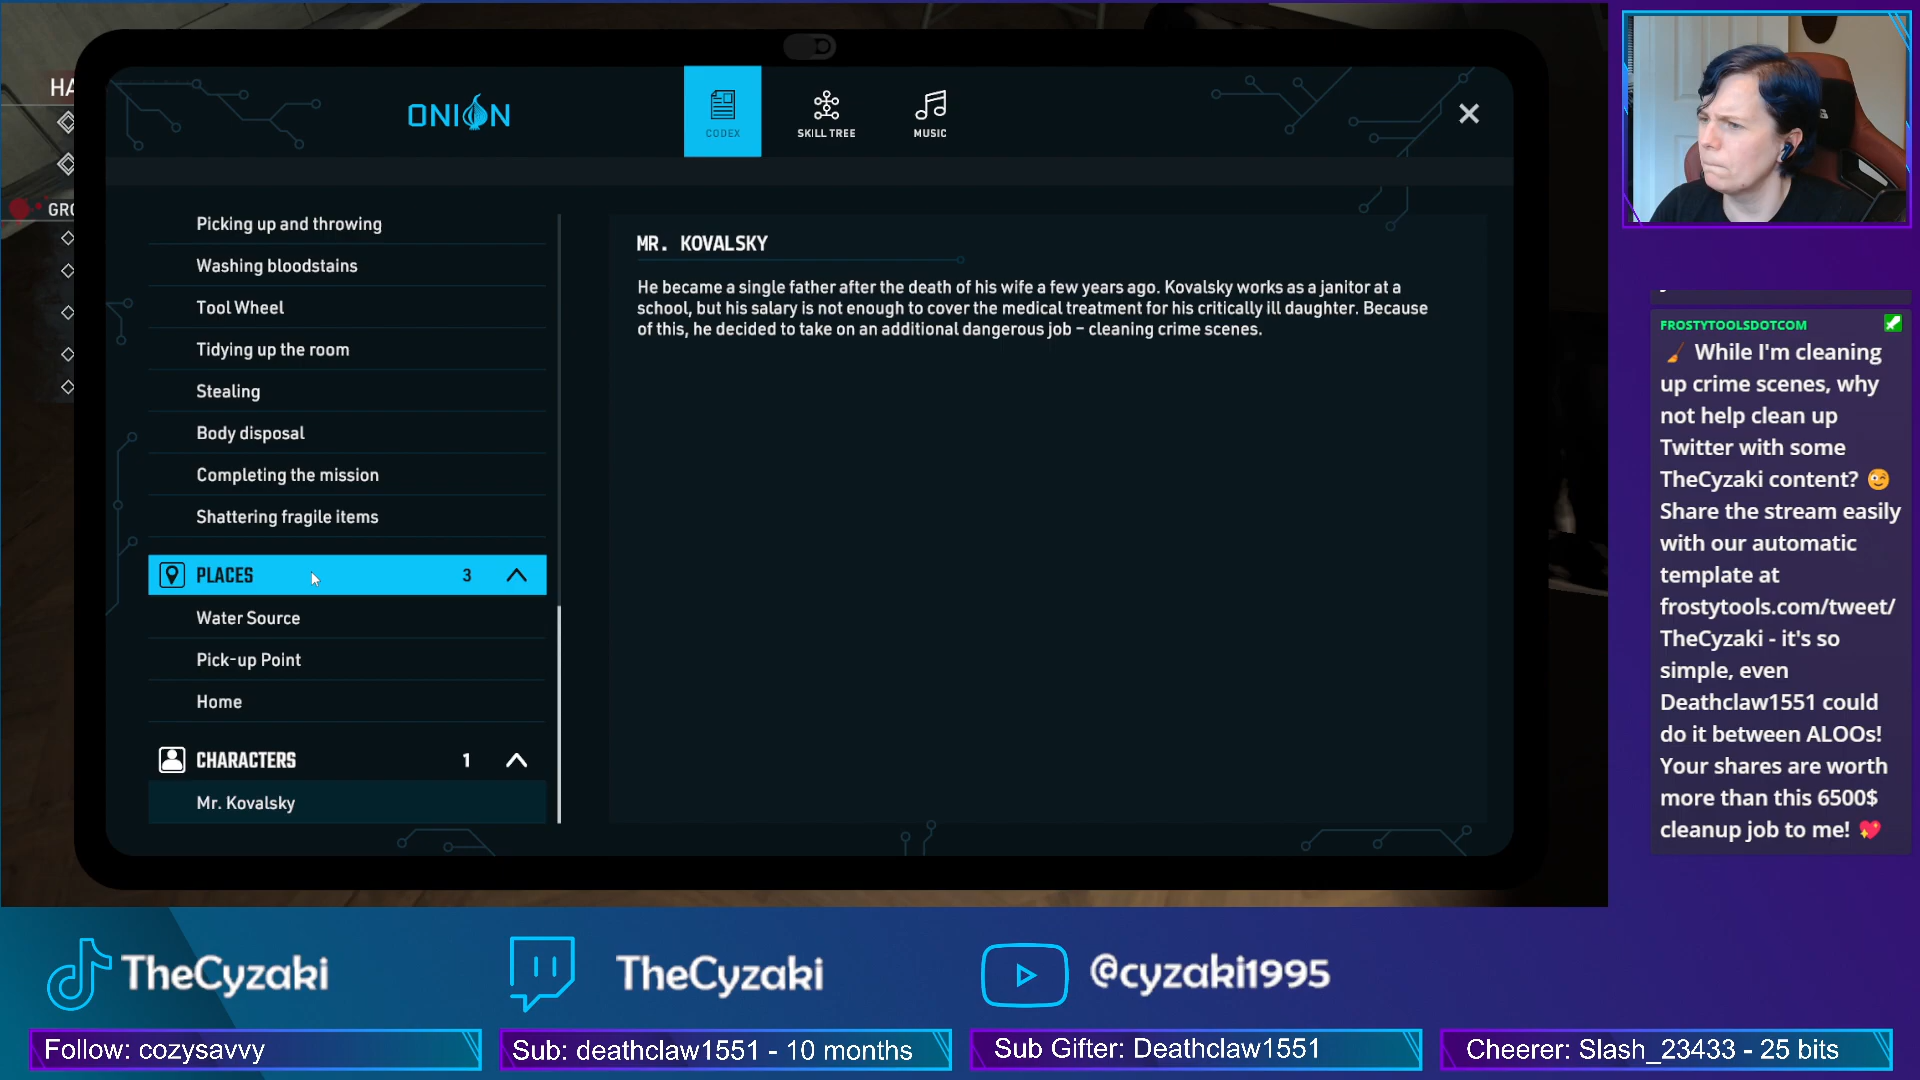 HA
GRO
ONION
CODEX
SKILL TREE
MUSIC
Picking up and throwing
Washing bloodstains
Tool Wheel
Tidying up the room
Stealing
Body disposal
Completing the mission
Shattering fragile items
PLACES 3
Water Source
Pick-up Point
Home
CHARACTERS 1
Mr. Kovalsky
MR. KOVALSKY
He became a single father after the death of his wife a few years ago. Kovalsky works as a janitor at a
school, but his salary is not enough to cover the medical treatment for his critically ill daughter. Because
of this, he decided to take on an additional dangerous job – cleaning crime scenes.
FROSTYTOOLSDOTCOM
🧹 While I'm cleaning
up crime scenes, why
not help clean up
Twitter with some
TheCyzaki content? 😉
Share the stream easily
with our automatic
template at
frostytools.com/tweet/
TheCyzaki - it's so
simple, even
Deathclaw1551 could
do it between ALOOs!
Your shares are worth
more than this 6500$
cleanup job to me! 💖
TheCyzaki
TheCyzaki
@cyzaki1995
Follow: cozysavvy
Sub: deathclaw1551 - 10 months
Sub Gifter: Deathclaw1551
Cheerer: Slash_23433 - 25 bits